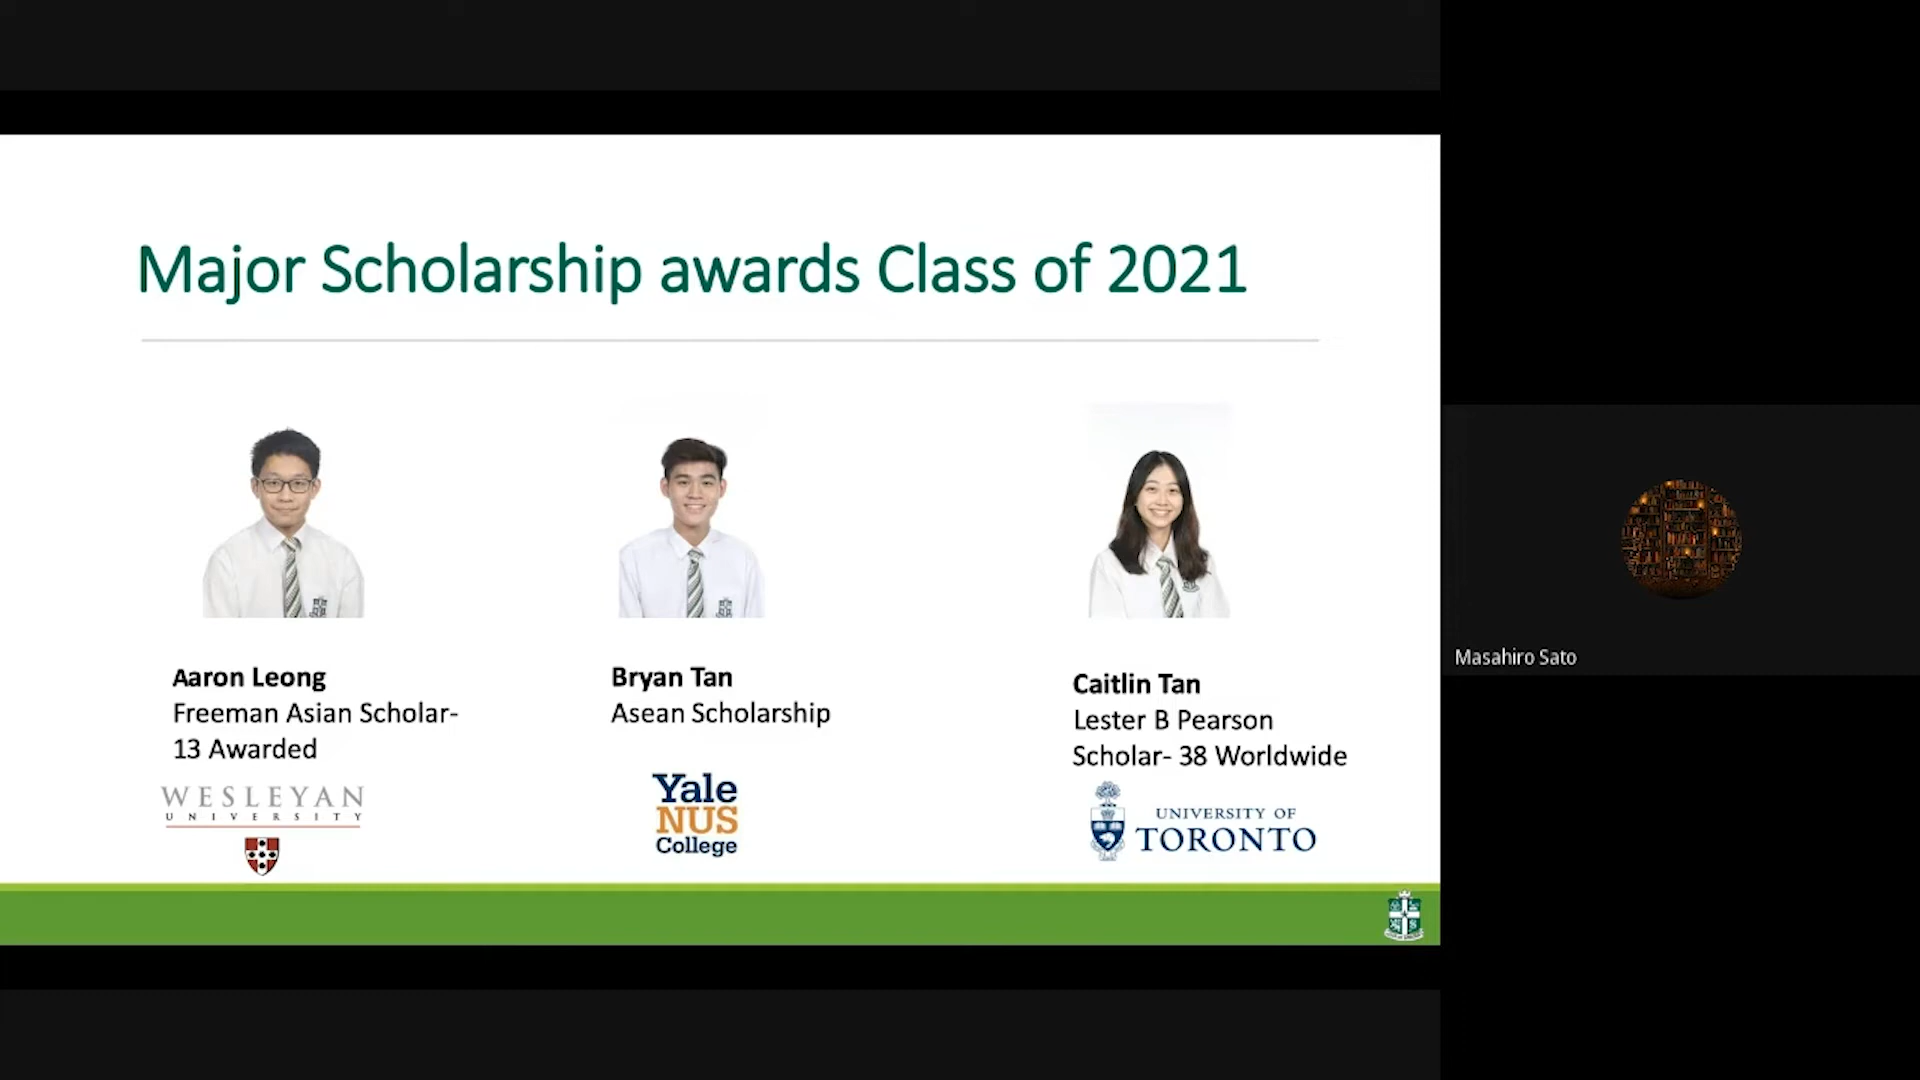 Major Scholarship awards Class of 2021
Aaron Leong
Freeman Asian Scholar-
13 Awarded
WESLEYAN
UNIVERSITY
Bryan Tan
Asean Scholarship
Yale
NUS
College
Caitlin Tan
Lester B Pearson
Scholar- 38 Worldwide
UNIVERSITY OF
TORONTO
Masahiro Sato